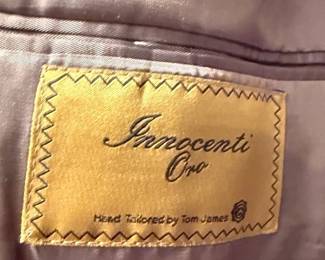 Innocenti
Oro
Hand Tailored by Tom James